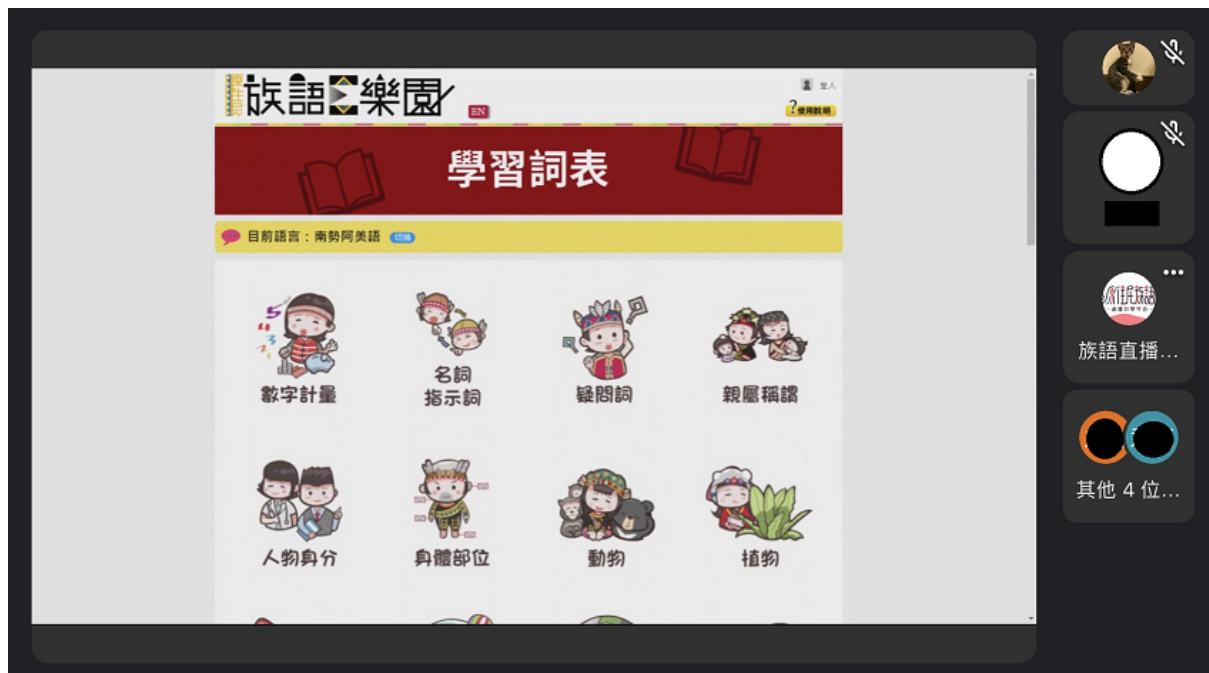 族語E樂園
EN
登入
?使用說明
學習詞表
目前語言：南勢阿美語 切換
數字計量
名詞
指示詞
疑問詞
親屬稱謂
人物身分
身體部位
動物
植物
族語直播...
其他 4 位...